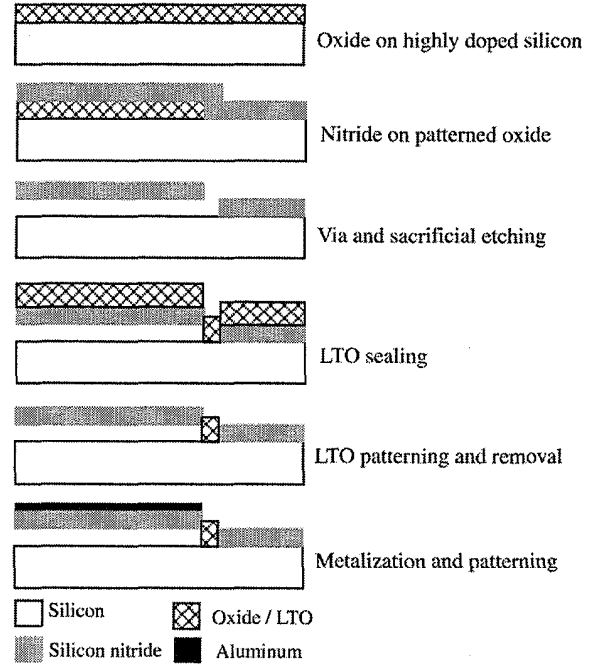 Oxide on highly doped silicon
Nitride on patterned oxide
Via and sacrificial etching
LTO sealing
LTO patterning and removal
Metalization and patterning
Silicon
Oxide / LTO
Silicon nitride
Aluminum